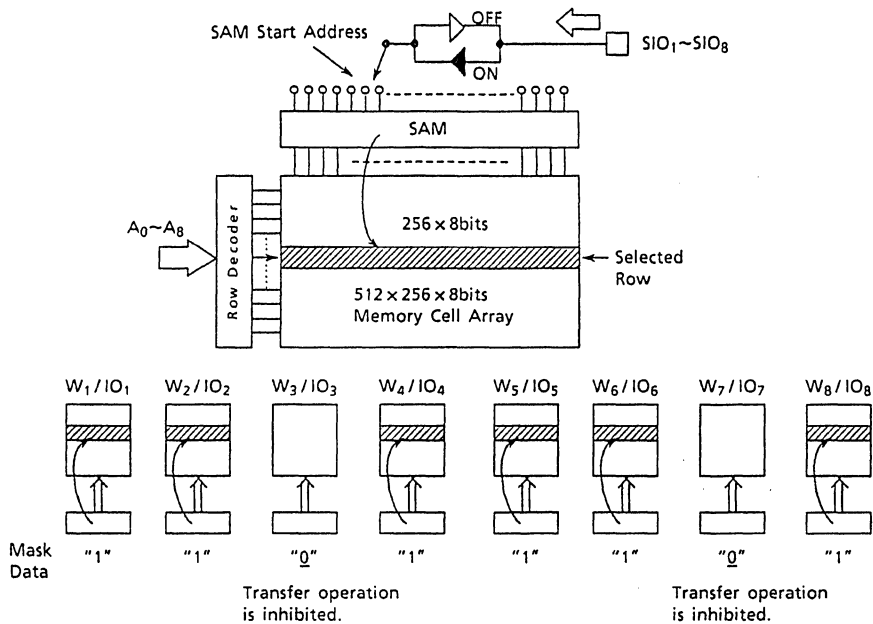 OFF
SAM Start Address
SIO₁~SIO₈
ON
SAM
A₀~A₈
Row Decoder
256×8bits
Selected
Row
512×256×8bits
Memory Cell Array
W₁/IO₁ W₂/IO₂ W₃/IO₃ W₄/IO₄ W₅/IO₅ W₆/IO₆ W₇/IO₇ W₈/IO₈
Mask
Data
"1" "1" "0" "1" "1" "1" "0" "1"
Transfer operation
is inhibited.
Transfer operation
is inhibited.